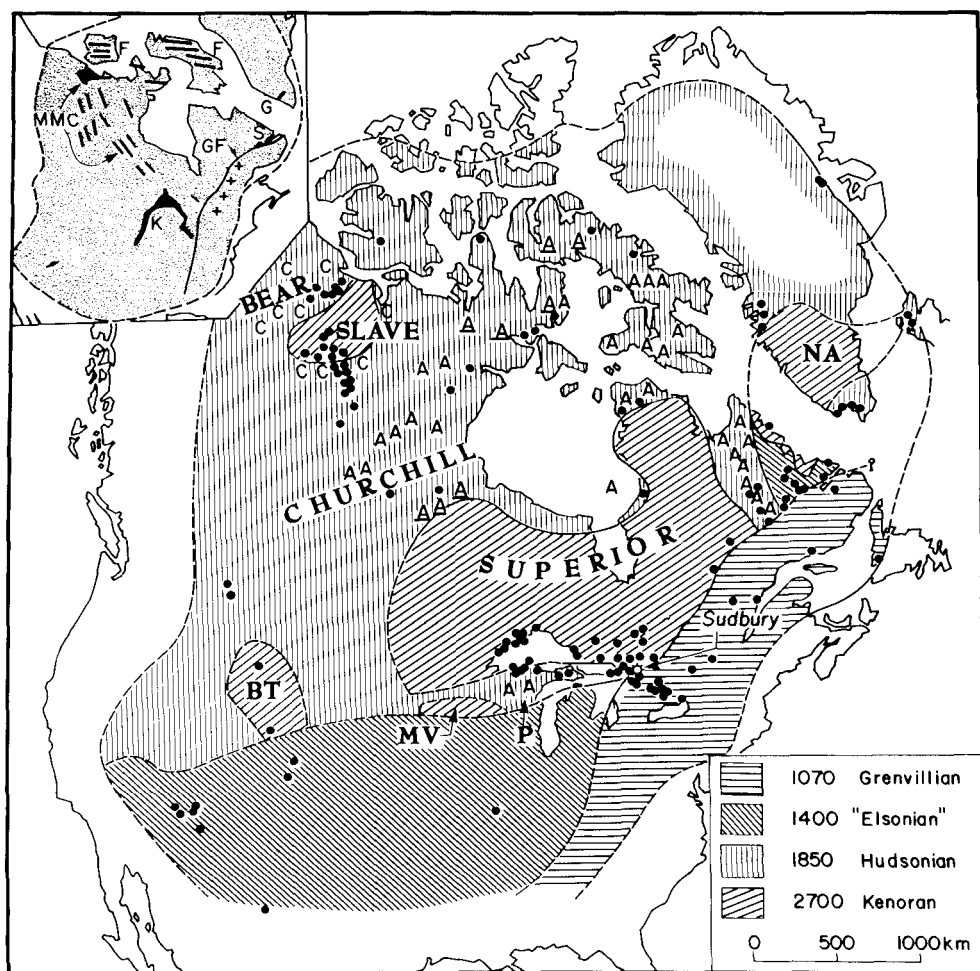 F
F
MMC
G
S
GF
K
BEAR
SLAVE
NA
CHURCHILL
SUPERIOR
Sudbury
BT
MV
P
C C
C C
C C C C
C
C C C
A A
A A A
A A
A A
A A
A A A
A A
A A A
A A
A
A
A A
A A
A
A A
A A
1070 Grenvillian
1400 "Elsonian"
1850 Hudsonian
2700 Kenoran
0 500 1000km